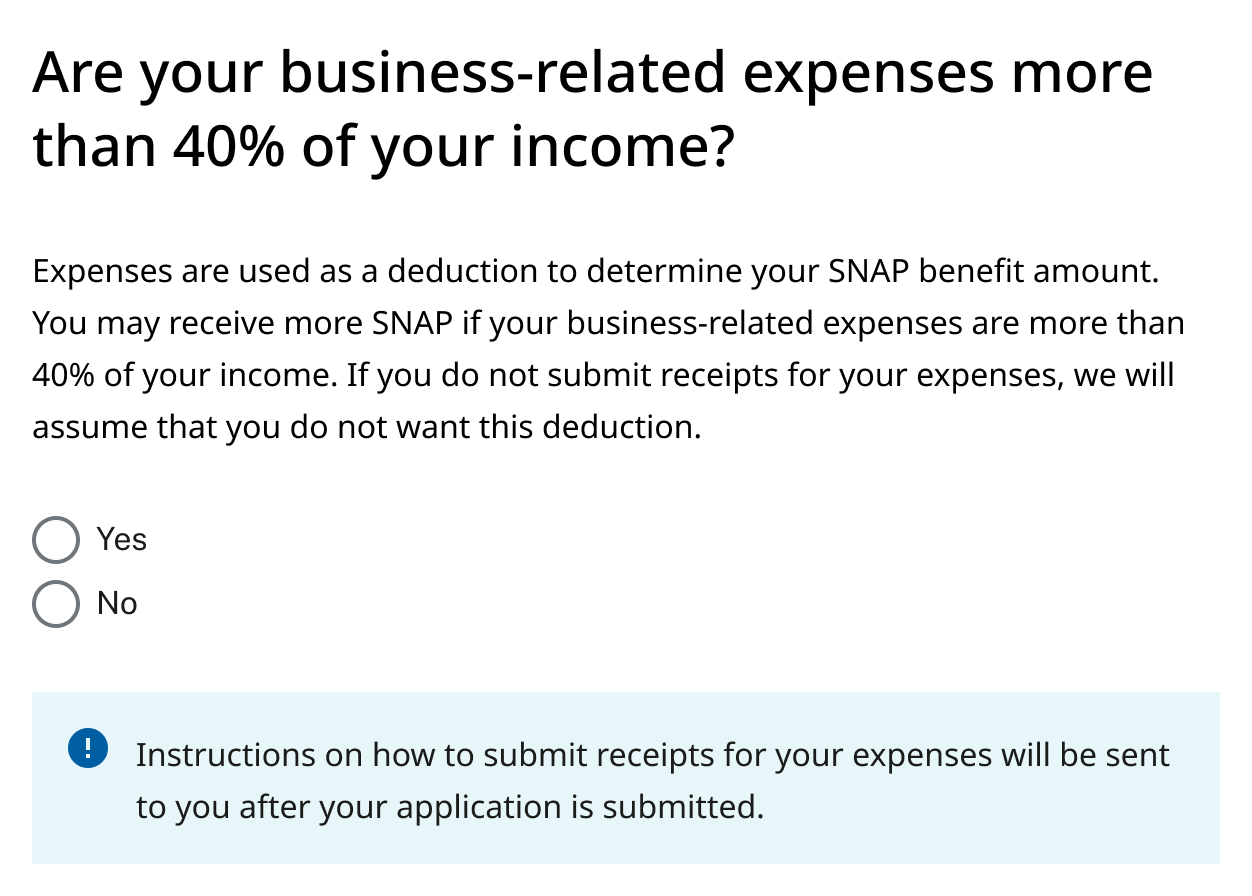 Are your business-related expenses more
than 40% of your income?
Expenses are used as a deduction to determine your SNAP benefit amount.
You may receive more SNAP if your business-related expenses are more than
40% of your income. If you do not submit receipts for your expenses, we will
assume that you do not want this deduction.
Yes
No
Instructions on how to submit receipts for your expenses will be sent
to you after your application is submitted.